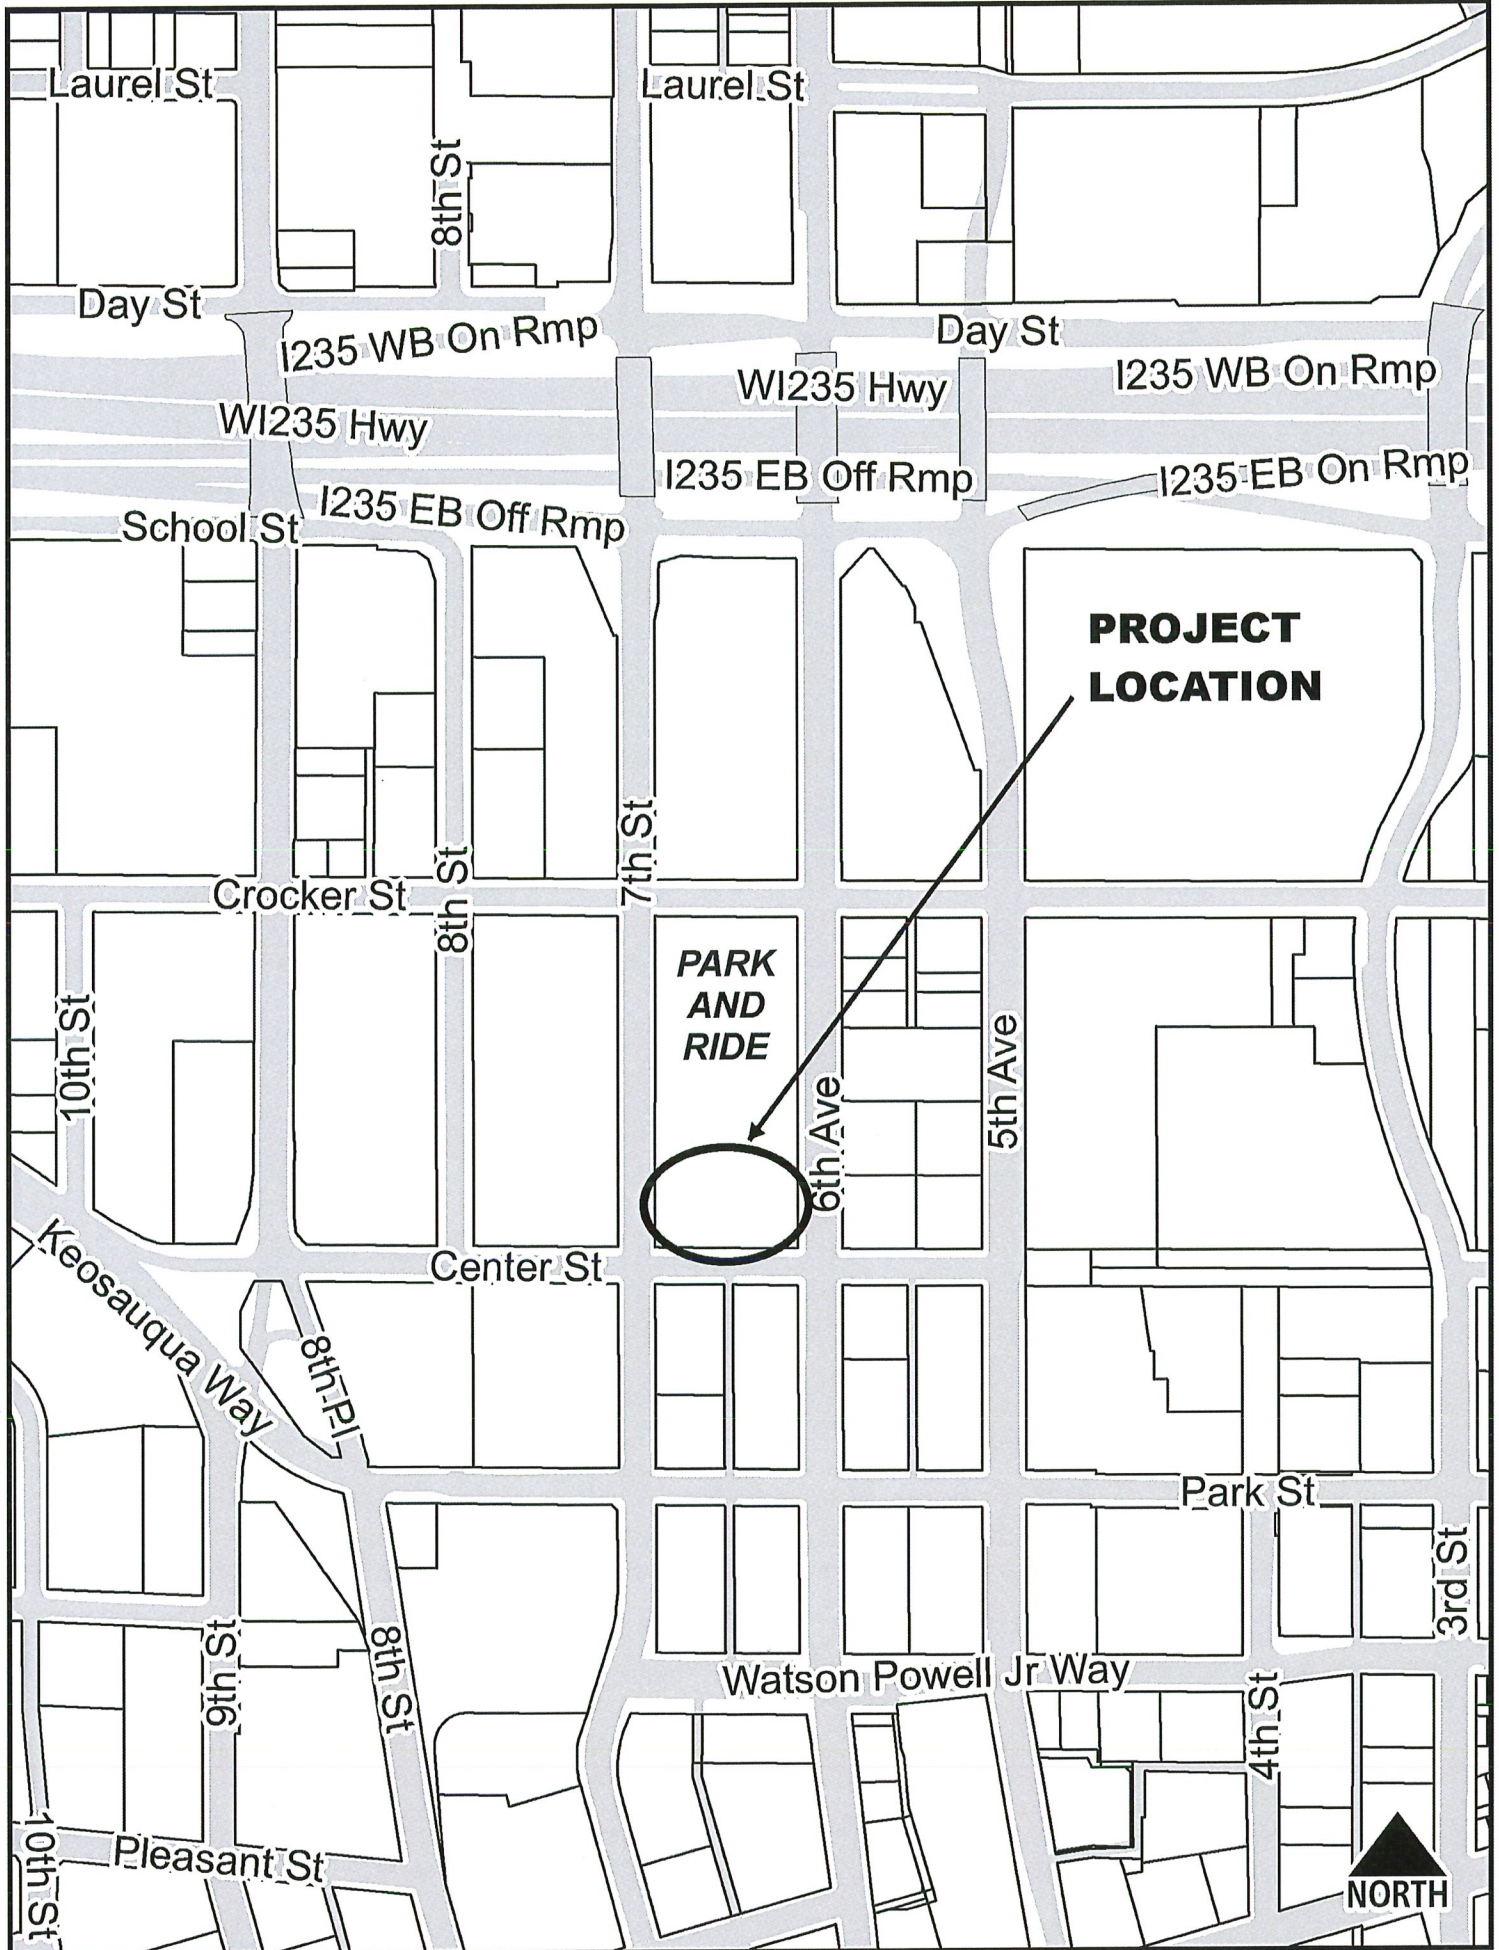 Laurel St
Laurel St
8th St
Day St
I235 WB On Rmp
Day St
WI235 Hwy
I235 WB On Rmp
WI235 Hwy
I235 EB Off Rmp
I235 EB On Rmp
I235 EB Off Rmp
School St
PROJECT
LOCATION
7th St
Crocker St
8th St
PARK
AND
RIDE
10th St
5th Ave
6th Ave
Center St
Keosauqua Way
8th Pl
Park St
3rd St
9th St
8th St
Watson Powell Jr Way
4th St
10th St
Pleasant St
NORTH